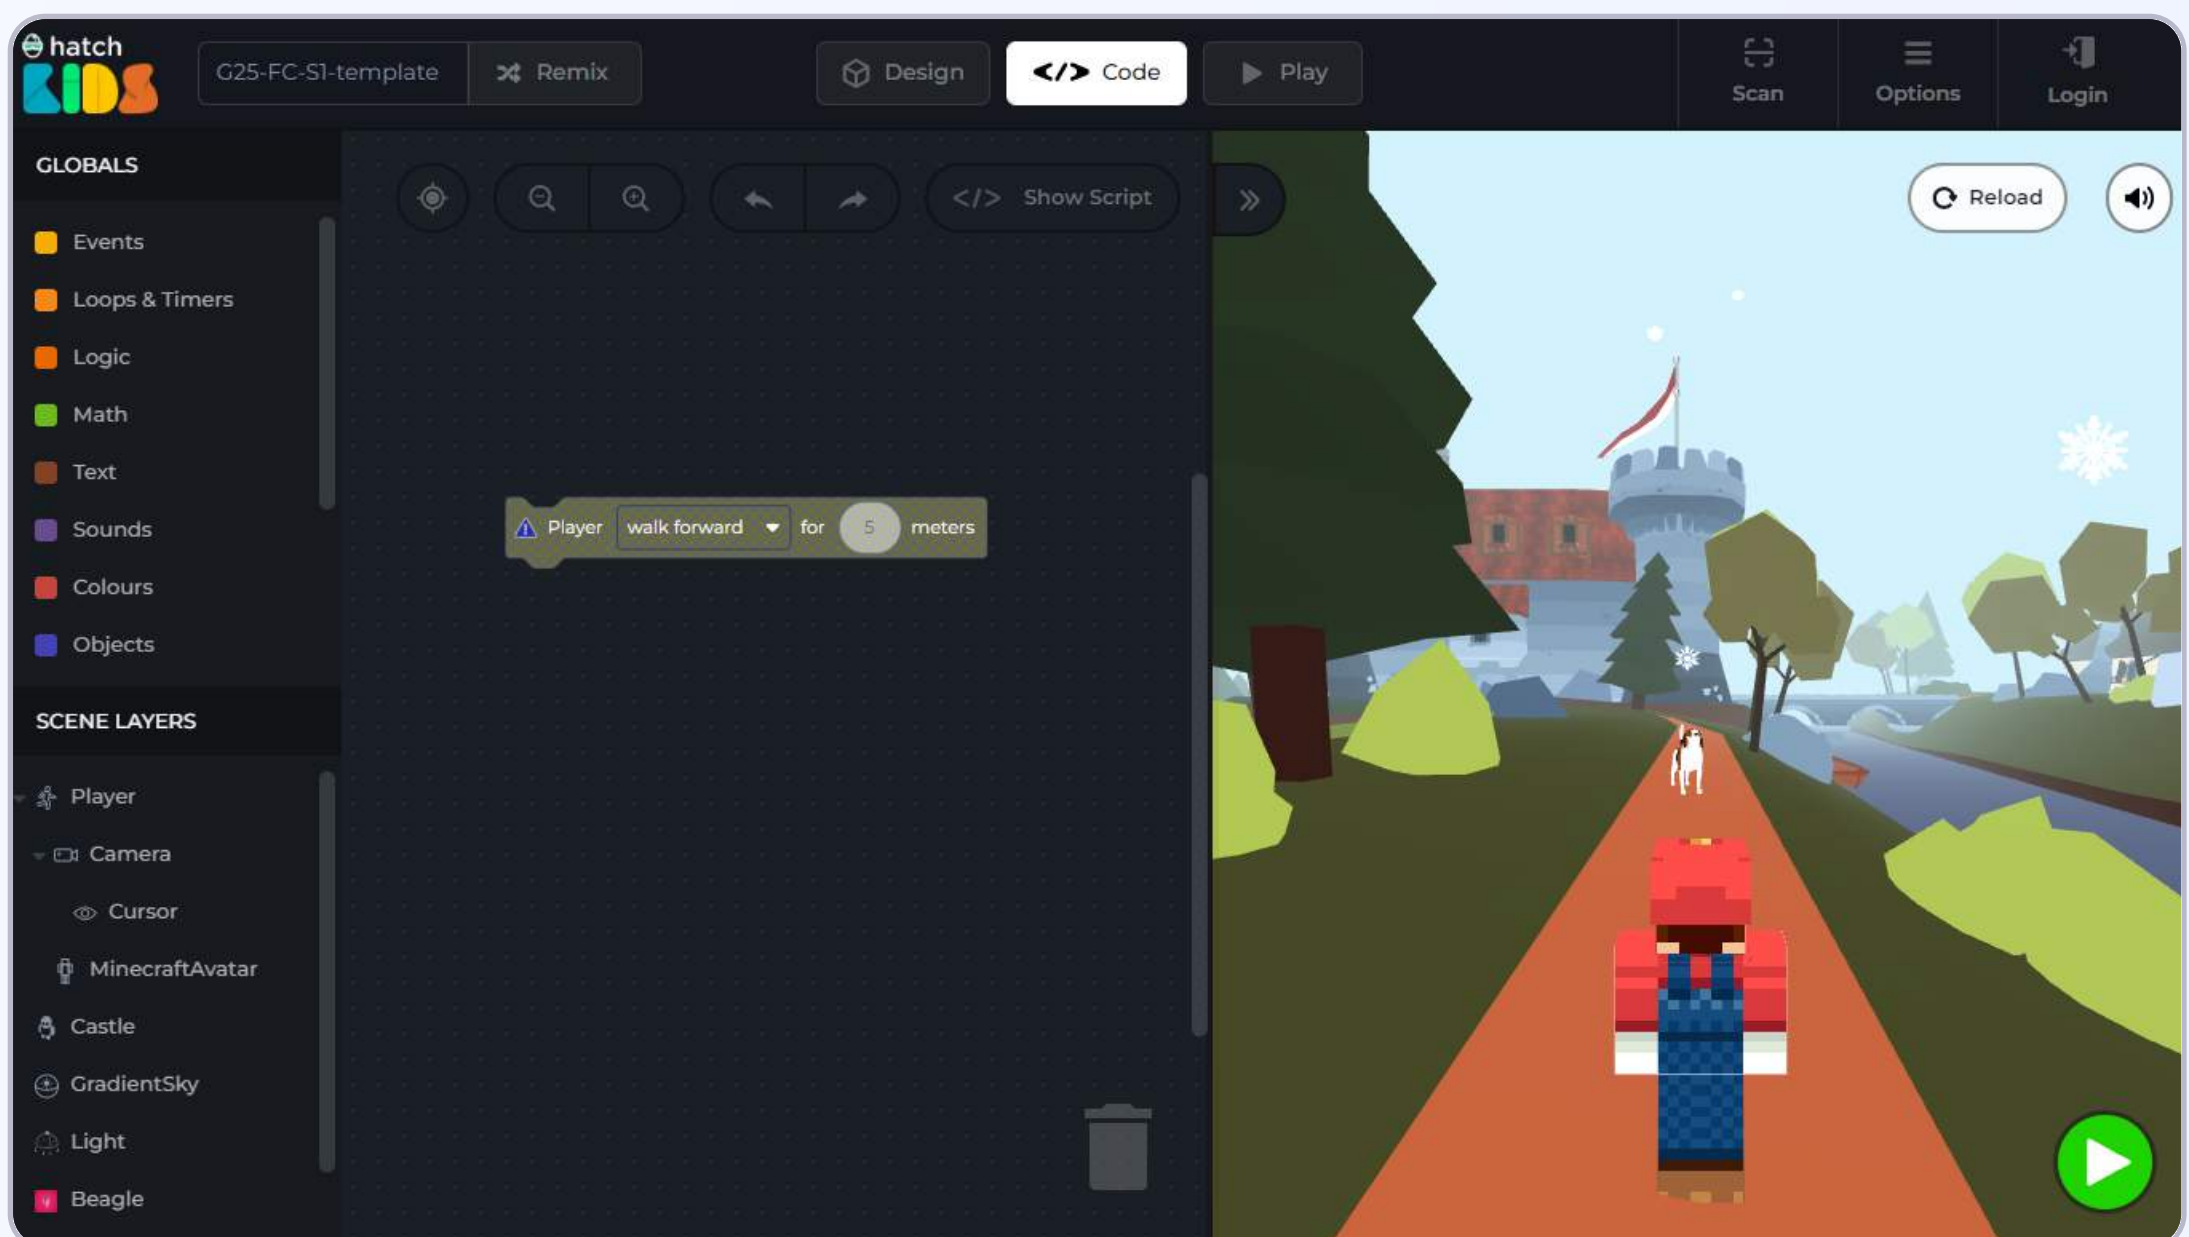 hatch
KIDS
G25-FC-S1-template
Remix
Design
</> Code
Play
Scan
Options
Login
GLOBALS
Events
Loops & Timers
Logic
Math
Text
Sounds
Colours
Objects
SCENE LAYERS
Player
Camera
Cursor
MinecraftAvatar
Castle
GradientSky
Light
Beagle
</> Show Script
Player walk forward for 5 meters
Reload